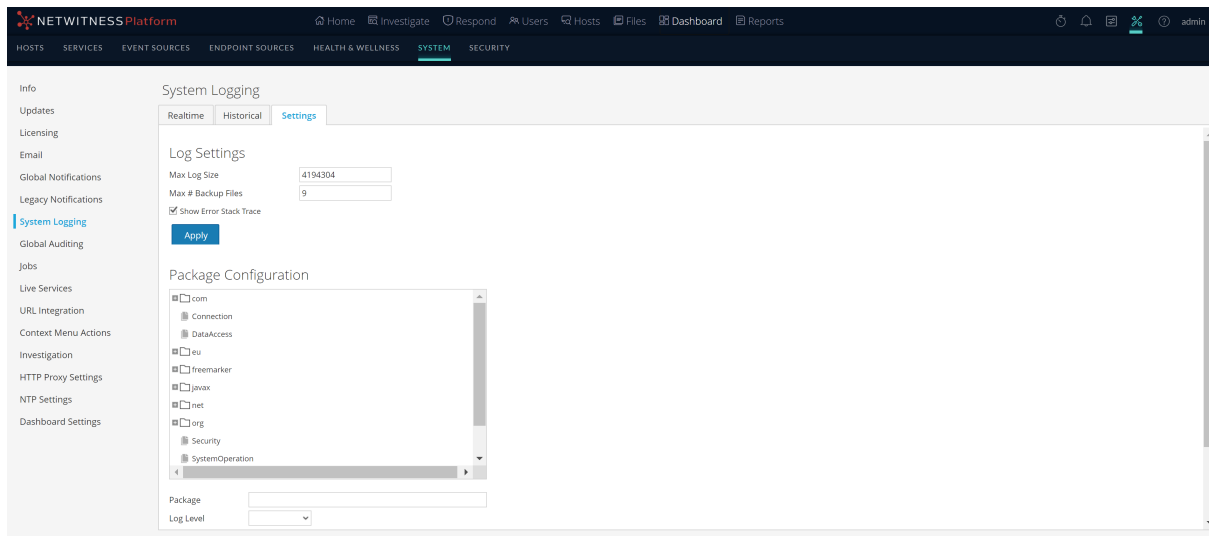 NETWITNESS Platform Home Investigate Respond Users Hosts Files Dashboard Reports admin
HOSTS SERVICES EVENT SOURCES ENDPOINT SOURCES HEALTH & WELLNESS SYSTEM SECURITY
Info
Updates
Licensing
Email
Global Notifications
Legacy Notifications
System Logging
Global Auditing
Jobs
Live Services
URL Integration
Context Menu Actions
Investigation
HTTP Proxy Settings
NTP Settings
Dashboard Settings
System Logging
Realtime Historical Settings
Log Settings
Max Log Size 4194304
Max # Backup Files 9
Show Error Stack Trace
Apply
Package Configuration
com
Connection
DataAccess
eu
freemarker
javax
net
org
Security
SystemOperation
Package
Log Level